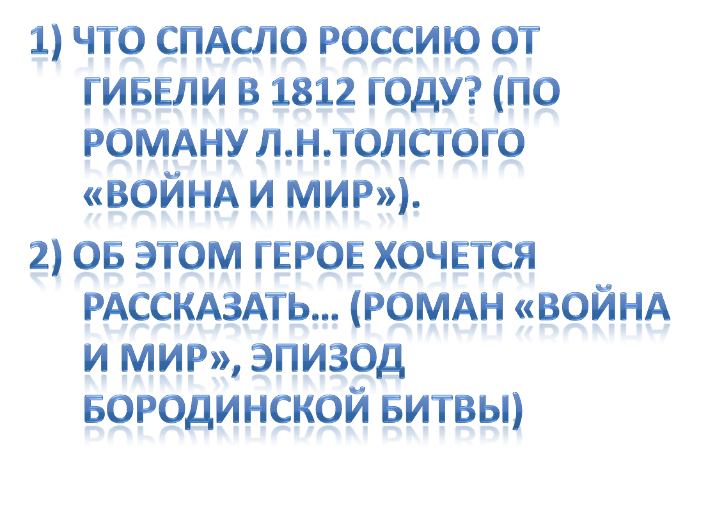 1) ЧТО СПАСЛО РОССИЮ ОТ
ГИБЕЛИ В 1812 ГОДУ? (ПО
РОМАНУ Л.Н.ТОЛСТОГО
«ВОЙНА И МИР»).
2) ОБ ЭТОМ ГЕРОЕ ХОЧЕТСЯ
РАССКАЗАТЬ... (РОМАН «ВОЙНА
И МИР», ЭПИЗОД
БОРОДИНСКОЙ БИТВЫ)